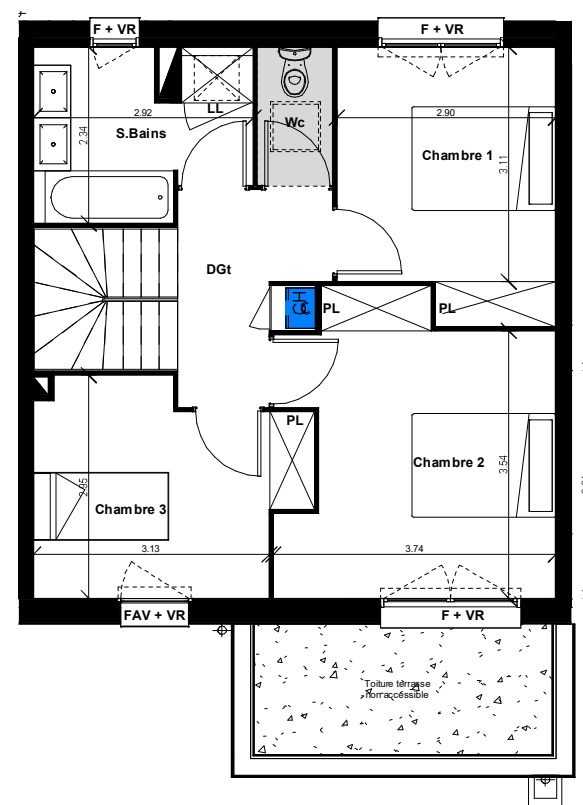 F + VR
F + VR
LL
2.92
S.Bains
2.34
Wc
2.90
Chambre 1
3.11
DGt
PL
PL
PL
Chambre 2
3.54
Chambre 3
2.95
3.13
3.74
FAV + VR
F + VR
Toiture terrasse
non accessible